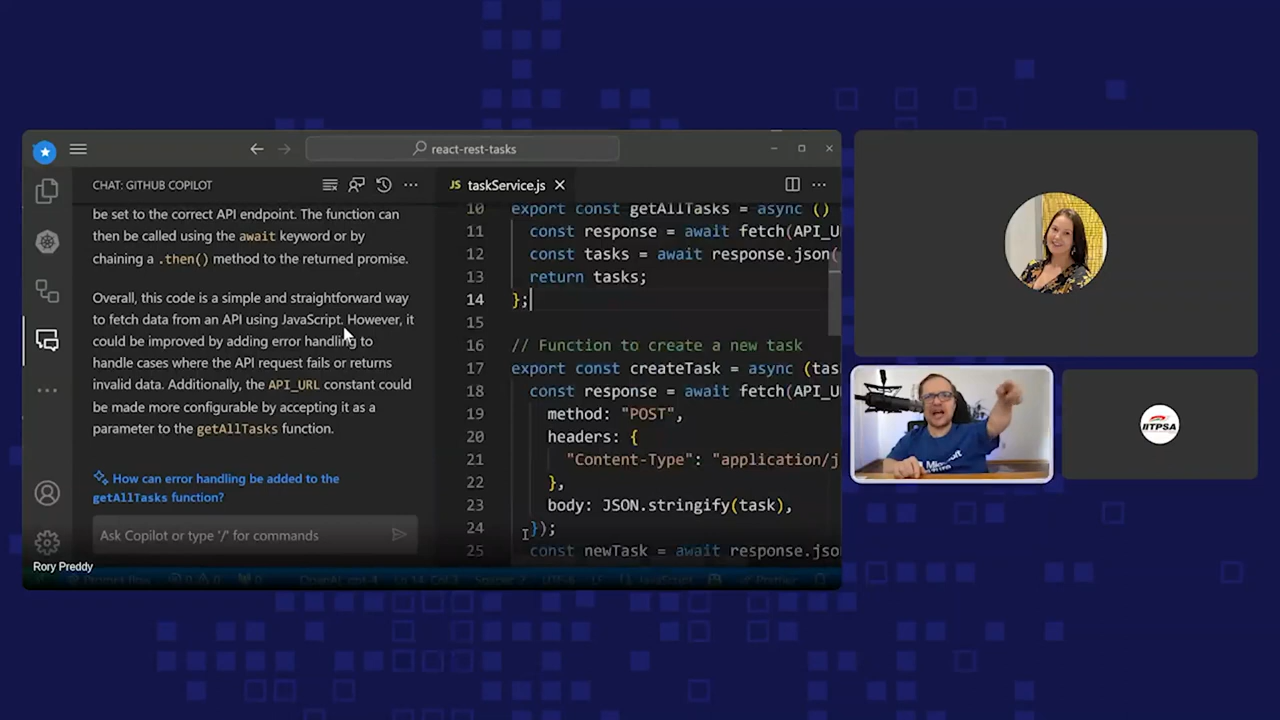 react-rest-tasks
CHAT: GITHUB COPILOT
be set to the correct API endpoint. The function can
then be called using the await keyword or by
chaining a .then() method to the returned promise.
Overall, this code is a simple and straightforward way
to fetch data from an API using JavaScript. However, it
could be improved by adding error handling to
handle cases where the API request fails or returns
invalid data. Additionally, the API_URL constant could
be made more configurable by accepting it as a
parameter to the getAllTasks function.
How can error handling be added to the
getAllTasks function?
Ask Copilot or type '/' for commands
Rory Preddy
JS taskService.js
10 export const getAllTasks = async ()
11 const response = await fetch(API_U
12 const tasks = await response.json(
13 return tasks;
14 };
15
16 // Function to create a new task
17 export const createTask = async (tas
18 const response = await fetch(API_U
19 method: "POST",
20 headers: {
21 "Content-Type": "application/j
22 },
23 body: JSON.stringify(task),
24 });
25 const newTask = await response.jso
JavaScript
Prettier
Microsoft
IITPSA